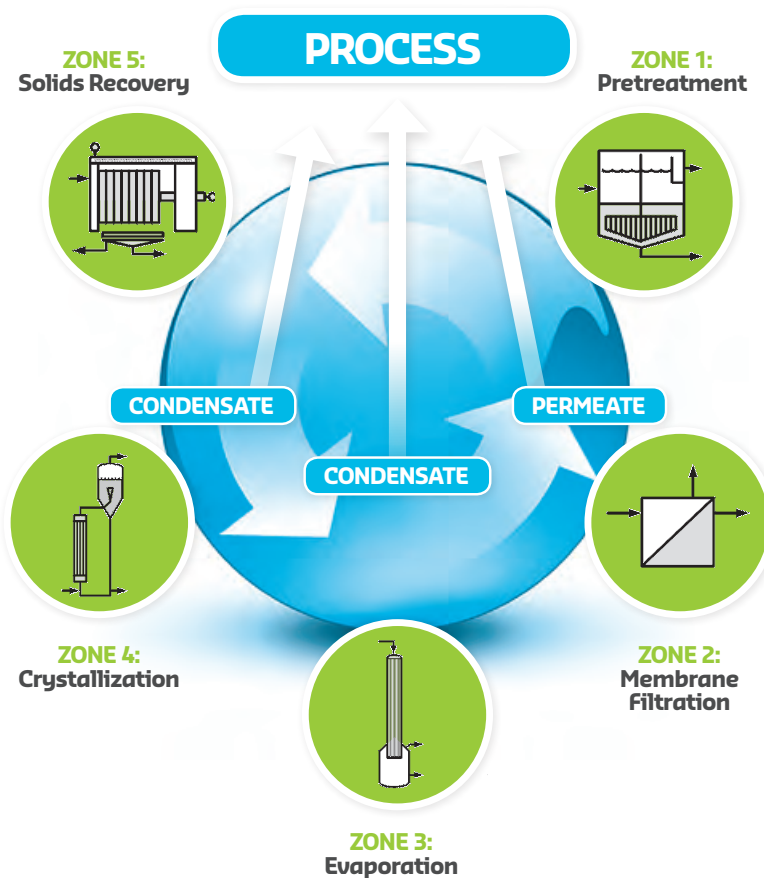 PROCESS
ZONE 5:
Solids Recovery
ZONE 1:
Pretreatment
CONDENSATE
PERMEATE
CONDENSATE
ZONE 4:
Crystallization
ZONE 2:
Membrane
Filtration
ZONE 3:
Evaporation